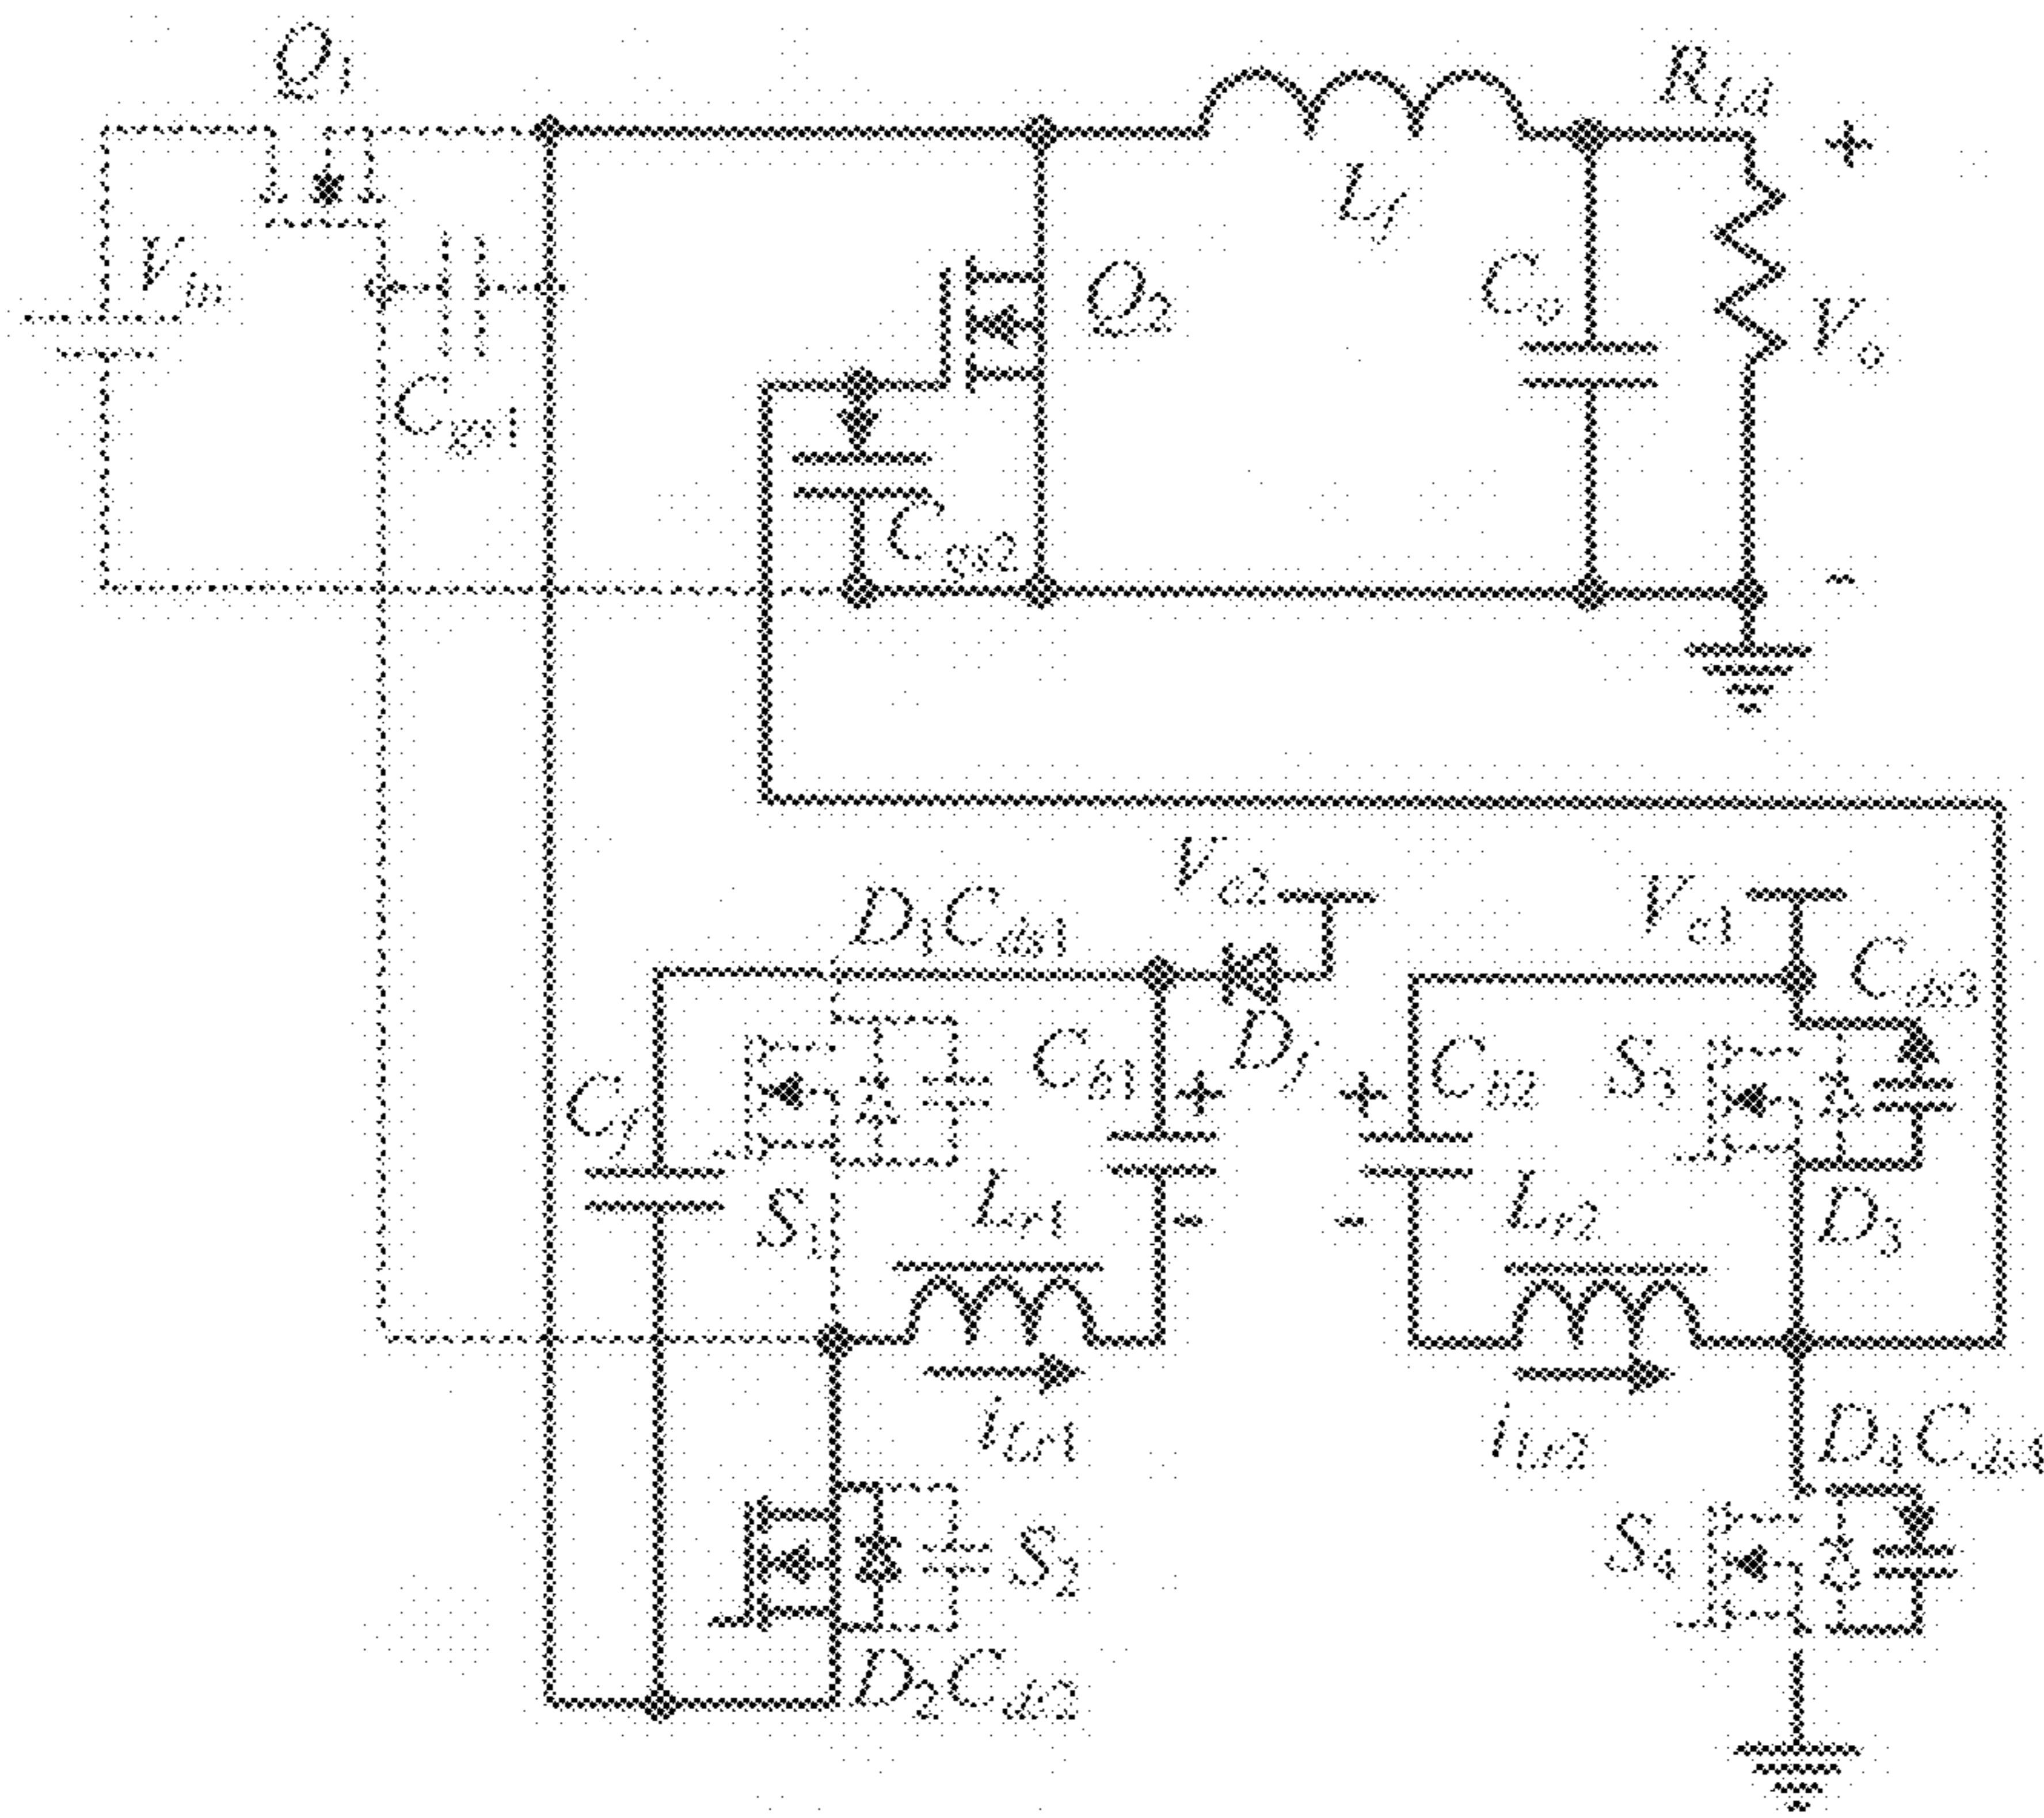 Q1
RLd
+
Lf
Vin
Q2
Co
Vo
Cgs1
Cgs2
-
Vc2
Vc1
D1Cds1
Cds3
Df
Cb1
+
+
Cb2
S3
Cf
S1
Lr1
-
-
Lr2
D3
iLr1
iLr2
D4Cds4
S2
S4
D2Cds2